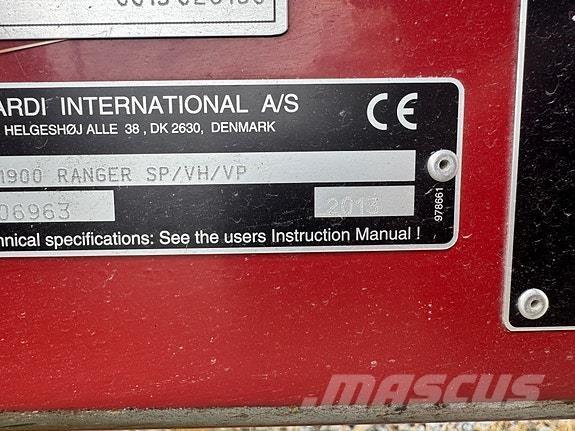 ARDI INTERNATIONAL A/S
HELGESHØJ ALLE 38, DK 2630, DENMARK
CE
1900 RANGER SP/VH/VP
06963
2013
978661
hnical specifications: See the users Instruction Manual !
MASCUS